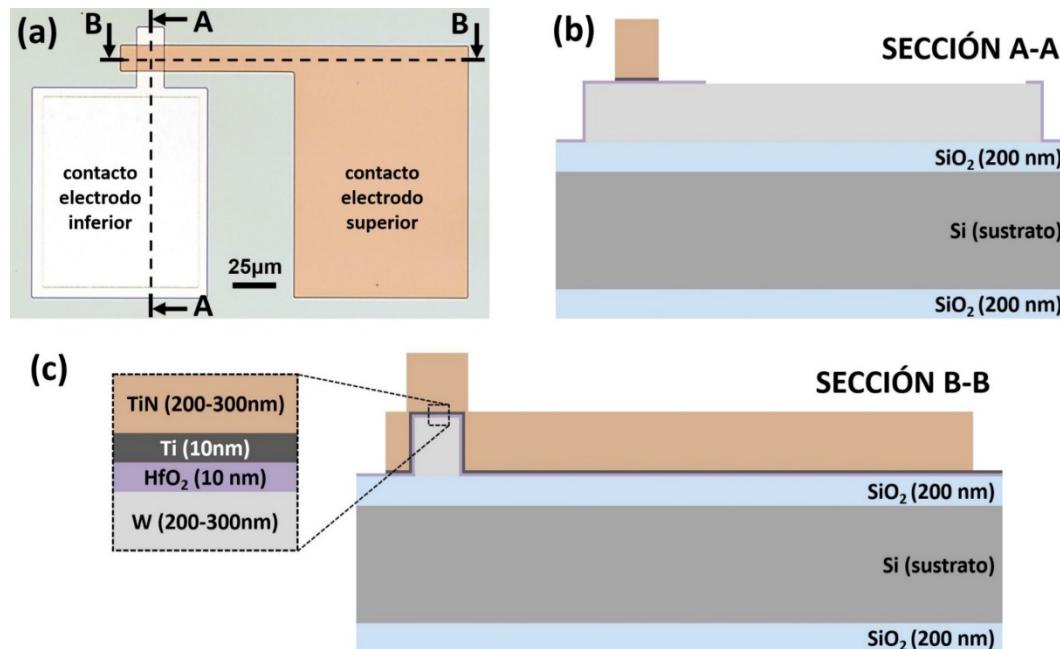 (a)
B
A
B
contacto
electrodo
inferior
contacto
electrodo
superior
25µm
A
(b)
SECCIÓN A-A
SiO₂ (200 nm)
Si (sustrato)
SiO₂ (200 nm)
(c)
SECCIÓN B-B
TiN (200-300nm)
Ti (10nm)
HfO₂ (10 nm)
W (200-300nm)
SiO₂ (200 nm)
Si (sustrato)
SiO₂ (200 nm)